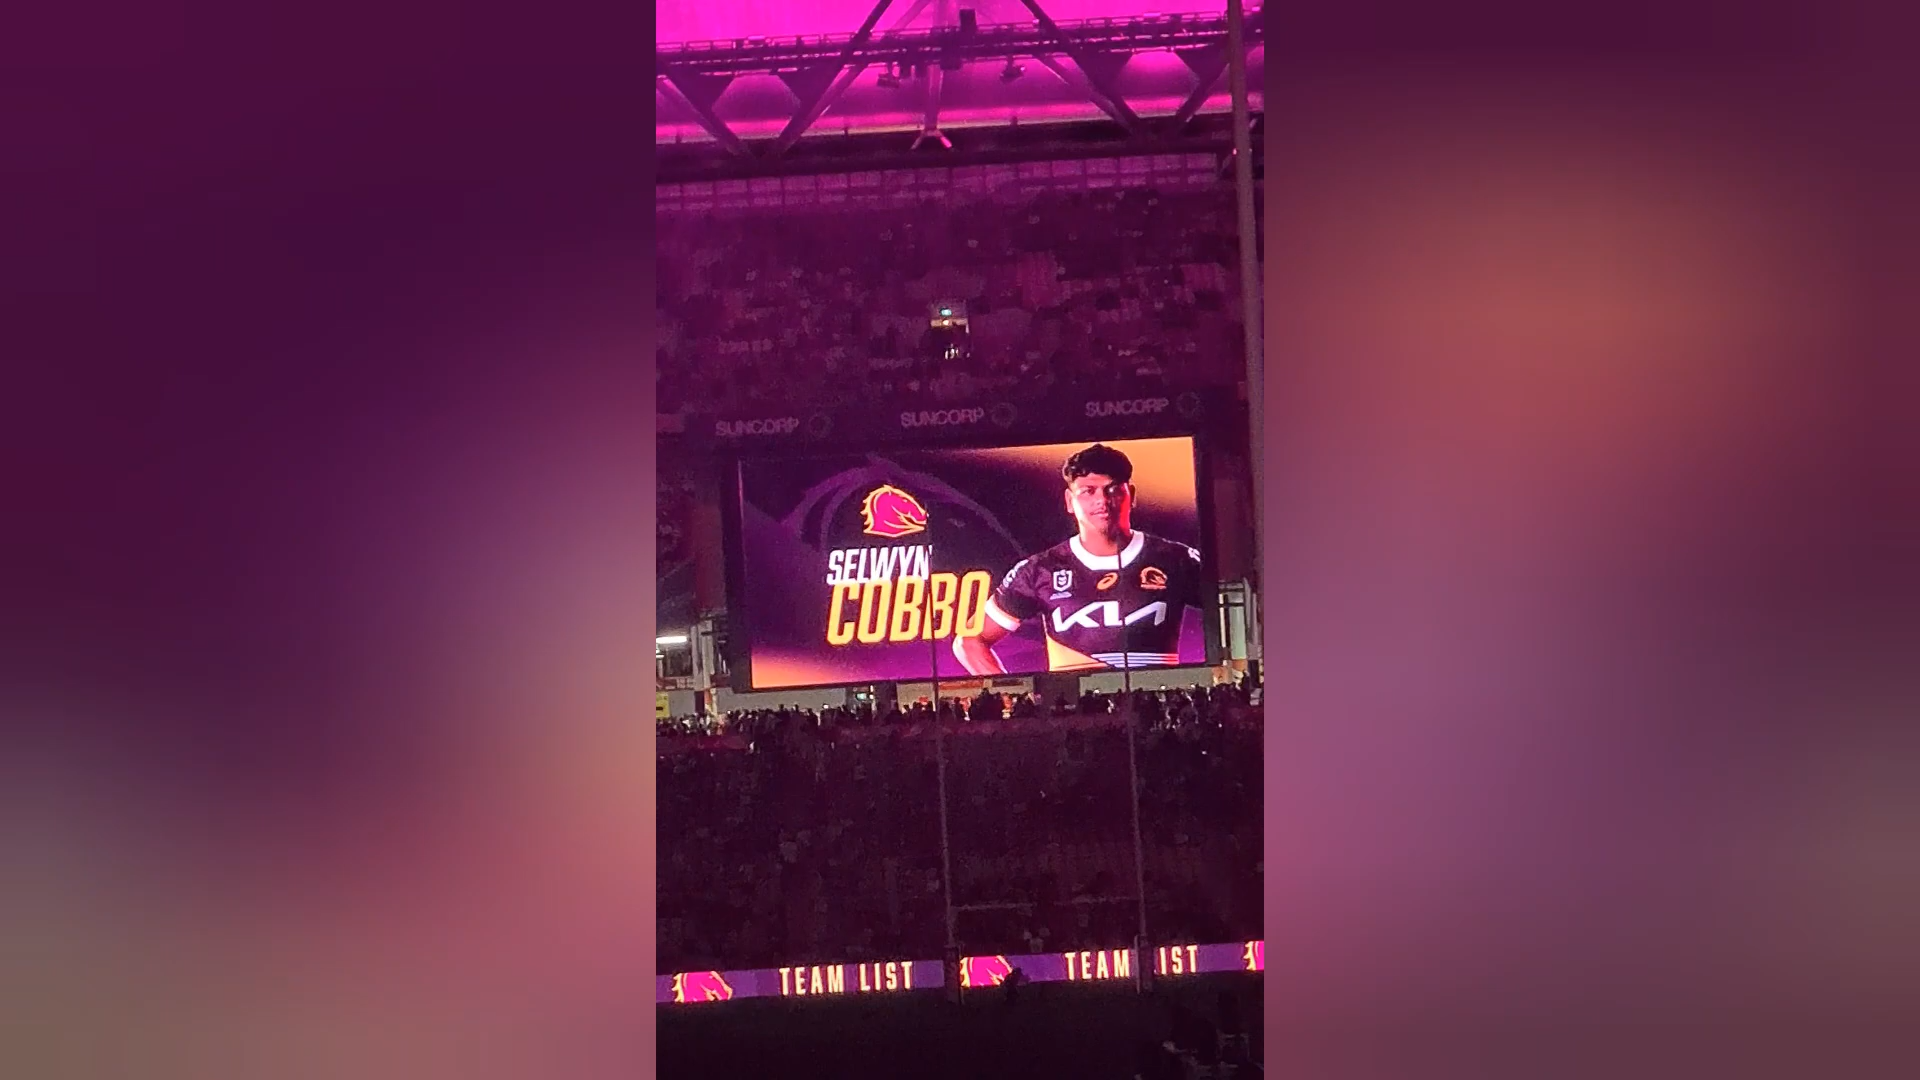 SUNCORP SUNCORP SUNCORP
SELWYN
COBBO
KIA
TEAM LIST TEAM LIST